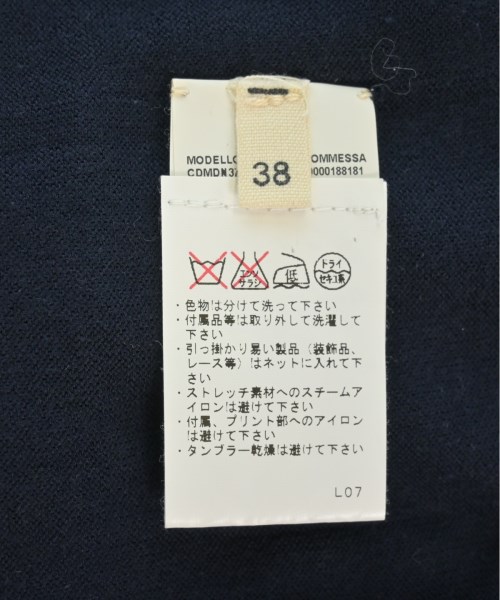 38
MODELLO
OMMESSA
CDMDN37
0000188181
エンソ
サラシ
低
ドライ
セキユ系
・色物は分けて洗って下さい
・付属品等は取り外して洗濯して
下さい
・引っ掛かり易い製品（装飾品、
レース等）はネットに入れて下
さい
・ストレッチ素材へのスチームア
イロンは避けて下さい
・付属、プリント部へのアイロン
は避けて下さい
・タンブラー乾燥は避けて下さい
L07